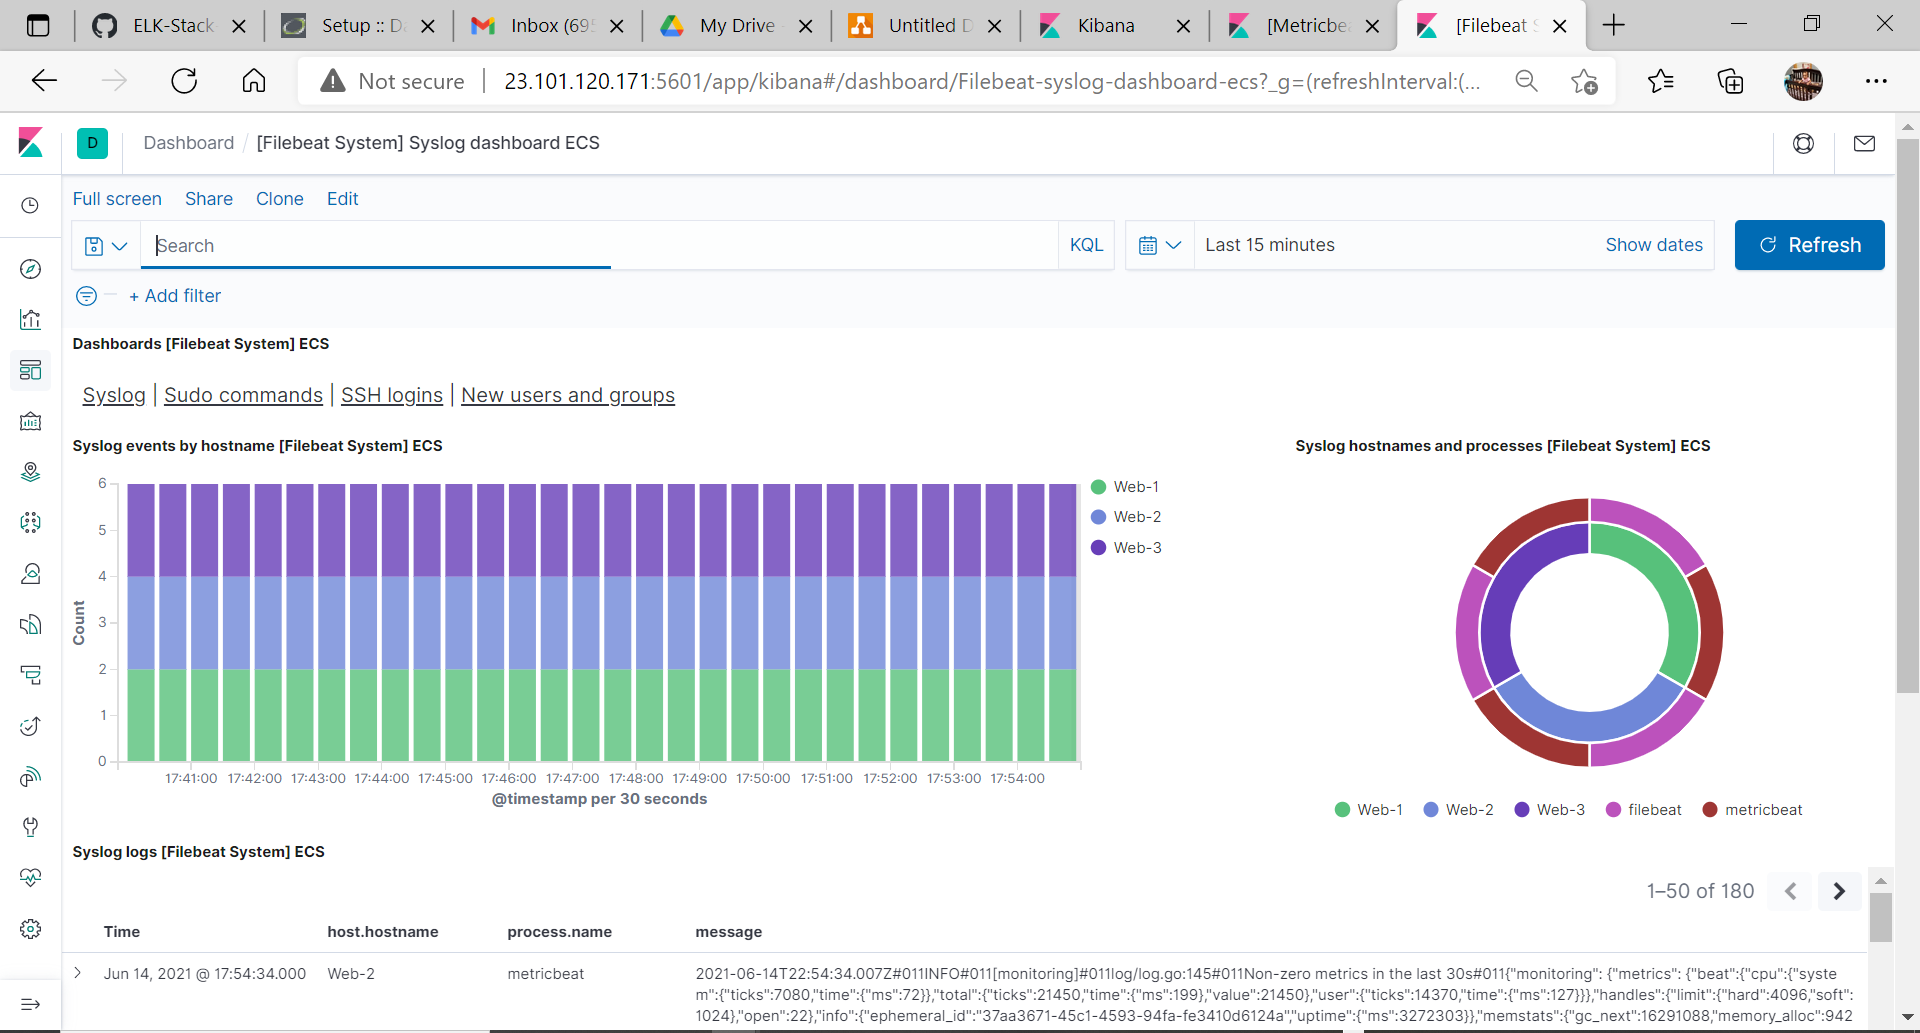 ELK-Stack
Setup :: D
Inbox (695
My Drive
Untitled D
Kibana
[Metricbea
[Filebeat S
Not secure
23.101.120.171:5601/app/kibana#/dashboard/Filebeat-syslog-dashboard-ecs?_g=(refreshInterval:(...
D
Dashboard / [Filebeat System] Syslog dashboard ECS
Full screen Share Clone Edit
Search
KQL
Last 15 minutes
Show dates
Refresh
+ Add filter
Dashboards [Filebeat System] ECS
Syslog | Sudo commands | SSH logins | New users and groups
Syslog events by hostname [Filebeat System] ECS
6
5
4
3
2
1
0
Count
17:41:00 17:42:00 17:43:00 17:44:00 17:45:00 17:46:00 17:47:00 17:48:00 17:49:00 17:50:00 17:51:00 17:52:00 17:53:00 17:54:00
@timestamp per 30 seconds
Web-1
Web-2
Web-3
Syslog hostnames and processes [Filebeat System] ECS
Web-1 Web-2 Web-3 filebeat metricbeat
Syslog logs [Filebeat System] ECS
1–50 of 180
Time host.hostname process.name message
Jun 14, 2021 @ 17:54:34.000 Web-2 metricbeat 2021-06-14T22:54:34.007Z#011INFO#011[monitoring]#011log/log.go:145#011Non-zero metrics in the last 30s#011{"monitoring": {"metrics": {"beat":{"cpu":{"syste
m":{"ticks":7080,"time":{"ms":72}},"total":{"ticks":21450,"time":{"ms":199},"value":21450},"user":{"ticks":14370,"time":{"ms":127}}},"handles":{"limit":{"hard":4096,"soft":
1024},"open":22},"info":{"ephemeral_id":"37aa3671-45c1-4593-94fa-fe3410d6124a","uptime":{"ms":3272303}},"memstats":{"gc_next":16291088,"memory_alloc":942